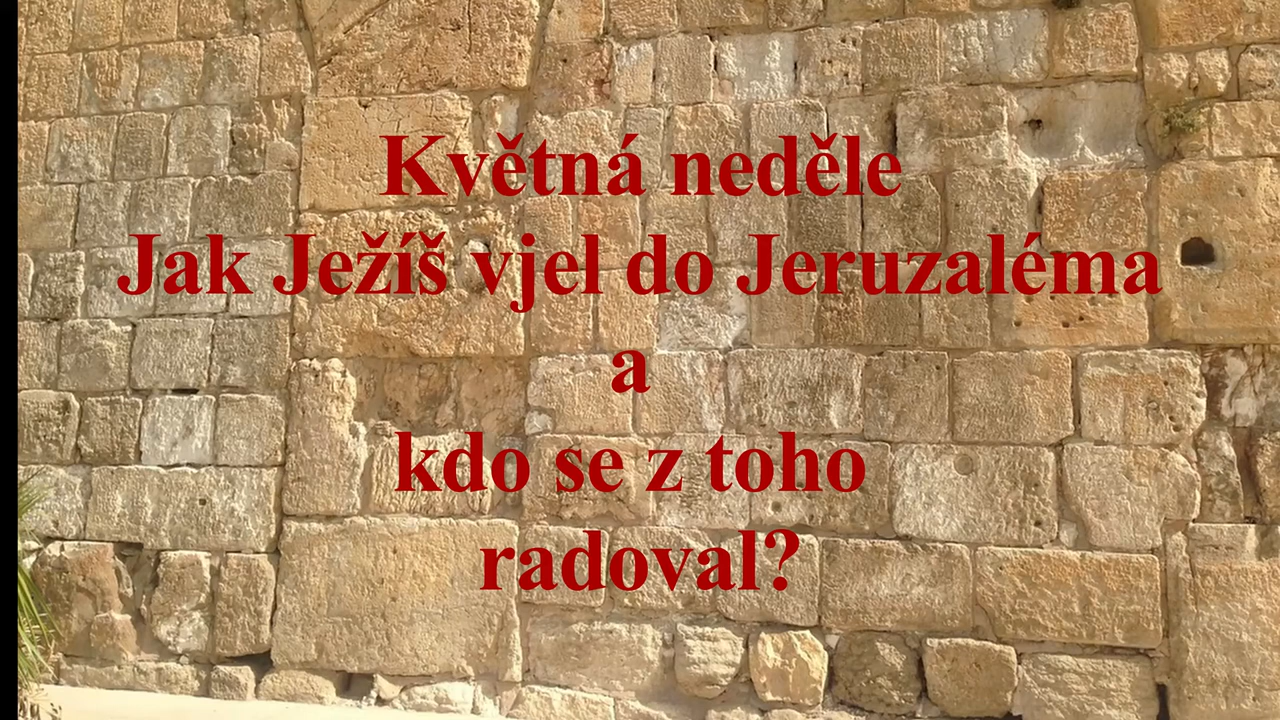 Květná neděle
Jak Ježíš vjel do Jeruzaléma
a
kdo se z toho
radoval?